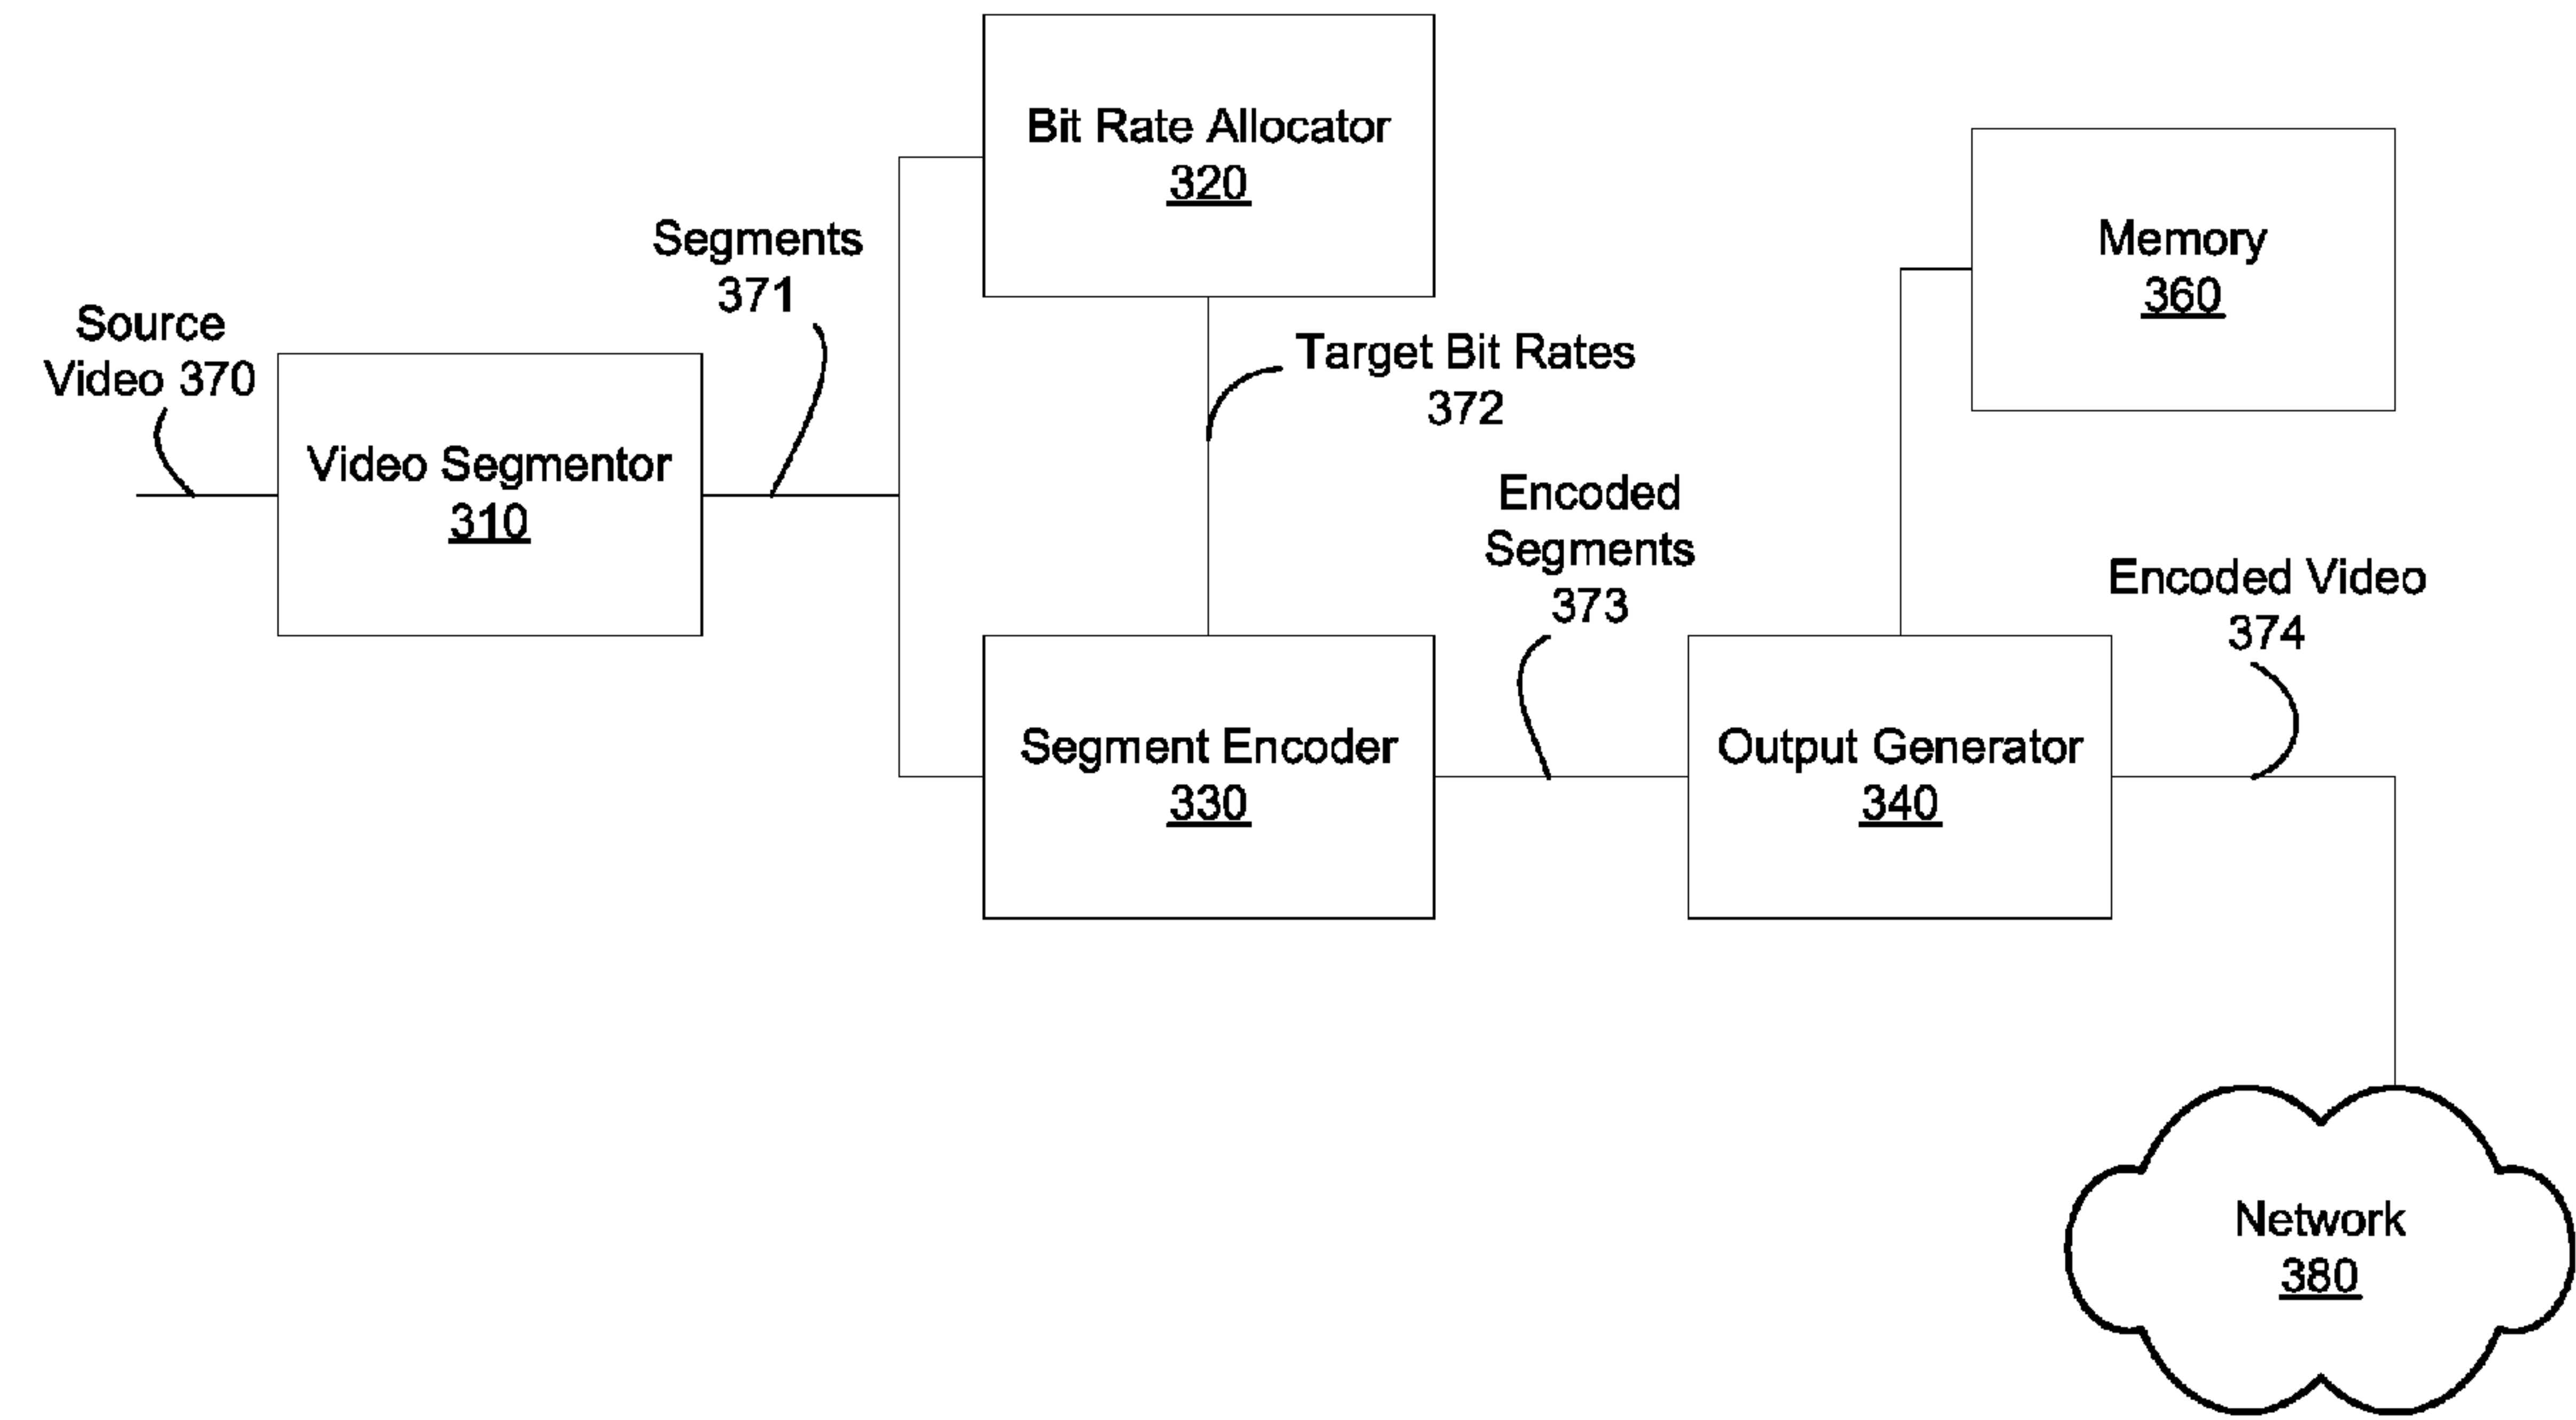 Source
Video 370
Video Segmentor
310
Segments
371
Bit Rate Allocator
320
Target Bit Rates
372
Segment Encoder
330
Encoded
Segments
373
Output Generator
340
Memory
360
Encoded Video
374
Network
380